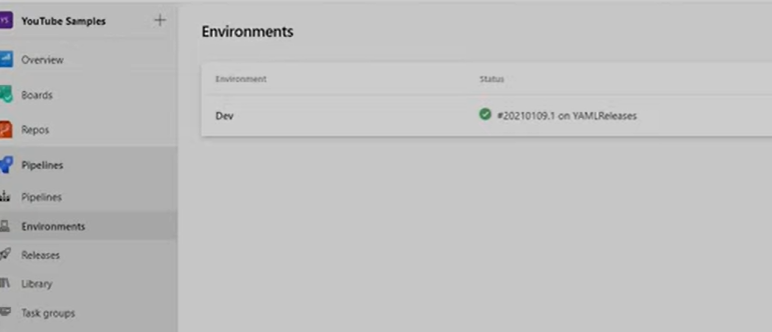 YS YouTube Samples +
Overview
Boards
Repos
Pipelines
Pipelines
Environments
Releases
Library
Task groups
Environments
Environment Status
Dev #20210109.1 on YAMLReleases